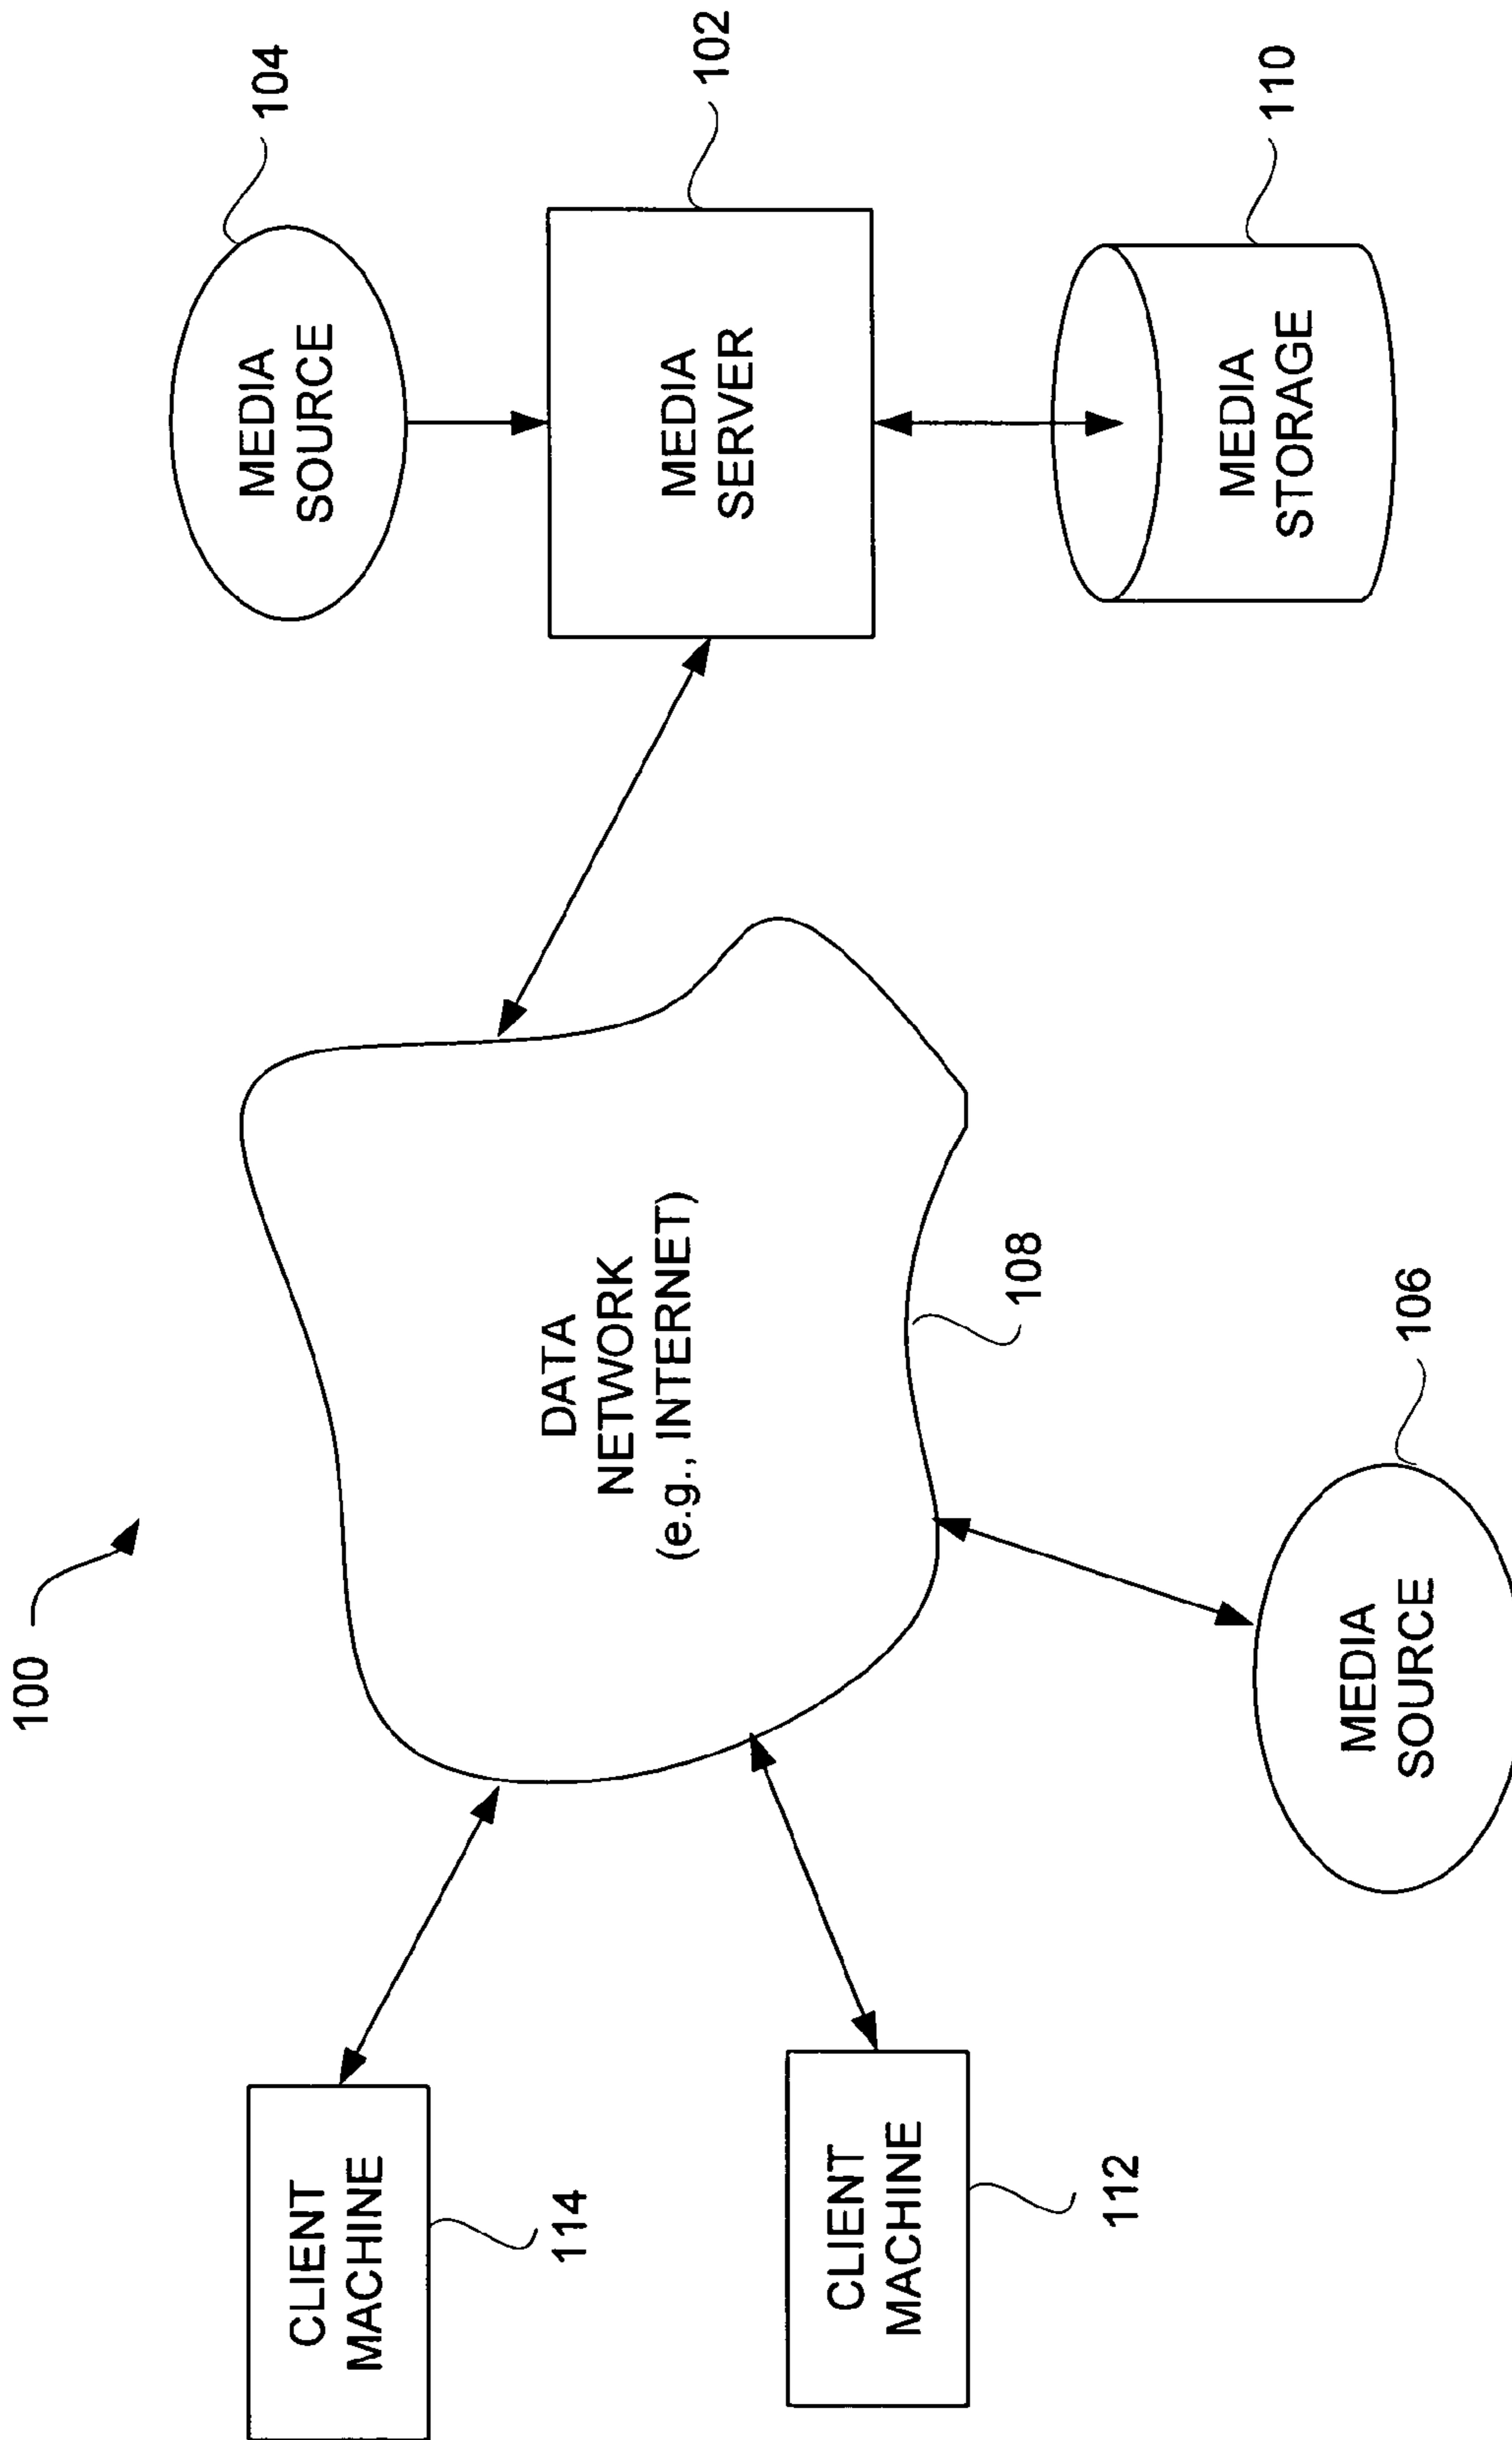 100
CLIENT
MACHINE
114
CLIENT
MACHINE
112
DATA
NETWORK
(e.g., INTERNET)
108
MEDIA
SOURCE
106
MEDIA
SOURCE
104
MEDIA
SERVER
102
MEDIA
STORAGE
110